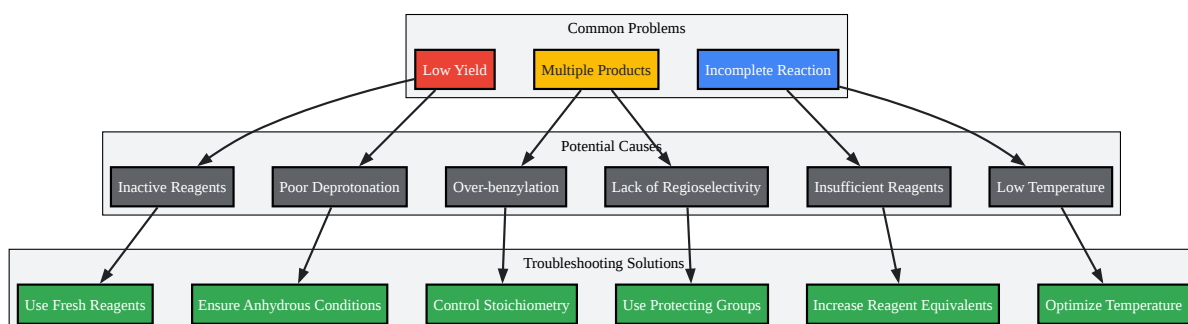 Common Problems
Low Yield
Multiple Products
Incomplete Reaction
Potential Causes
Inactive Reagents
Poor Deprotonation
Over-benzylation
Lack of Regioselectivity
Insufficient Reagents
Low Temperature
Troubleshooting Solutions
Use Fresh Reagents
Ensure Anhydrous Conditions
Control Stoichiometry
Use Protecting Groups
Increase Reagent Equivalents
Optimize Temperature